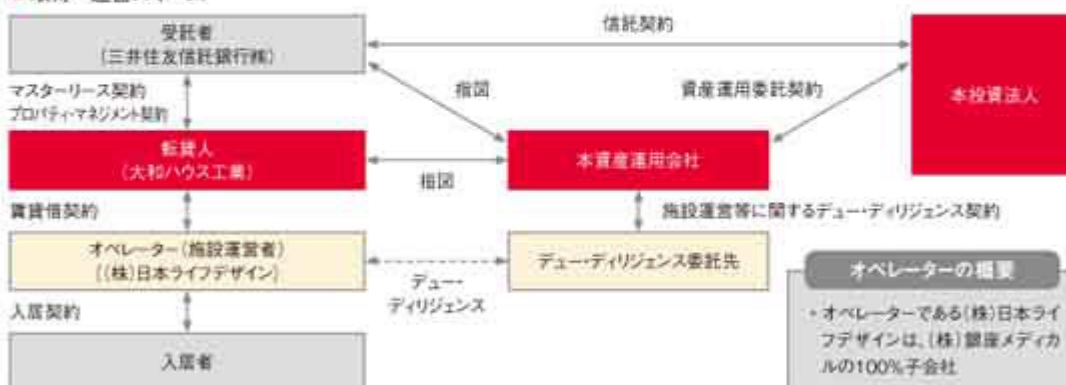 受託者
(三井住友信託銀行㈱)
信託契約
マスターリース契約
プロパティ・マネジメント契約
指図
資産運用委託契約
本投資法人
転貸人
(大和ハウス工業)
指図
本資産運用会社
賃貸借契約
施設運営等に関するデュー・ディリジェンス契約
オペレーター(施設運営者)
((株)日本ライフデザイン)
デュー・
ディリジェンス
デュー・ディリジェンス委託先
入居契約
入居者
オペレーターの概要
・オペレーターである(株)日本ライ
フデザインは、(株)銀座メディカ
ルの100%子会社